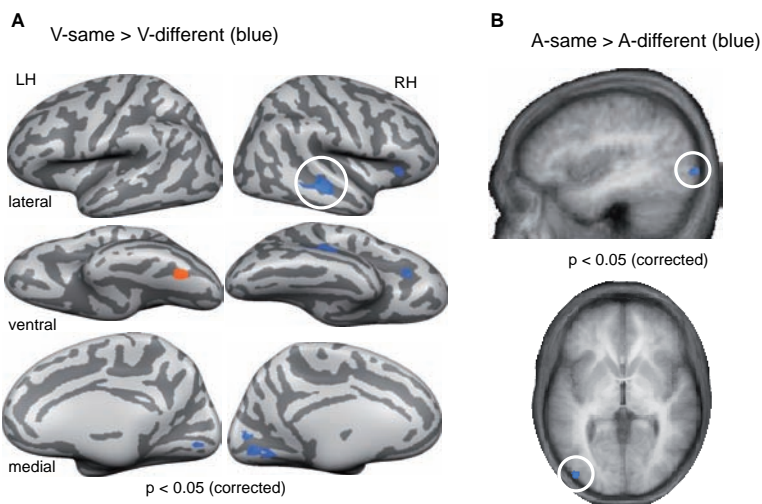 A
V-same > V-different (blue)
LH
RH
lateral
ventral
medial
p < 0.05 (corrected)
B
A-same > A-different (blue)
p < 0.05 (corrected)